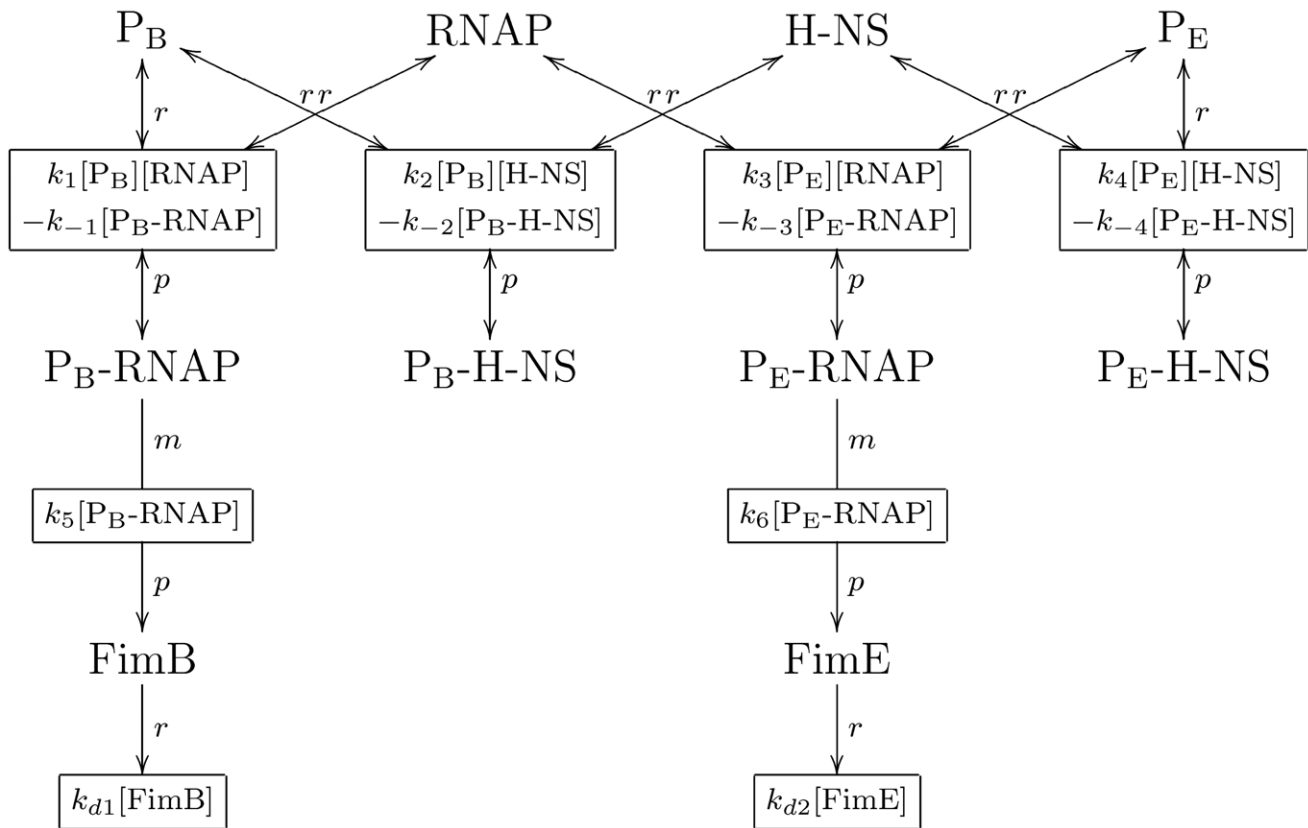 P_B RNAP H-NS P_E
r r r r r r r r
k_1[P_B][RNAP] k_2[P_B][H-NS] k_3[P_E][RNAP] k_4[P_E][H-NS]
−k_{−1}[P_B-RNAP] −k_{−2}[P_B-H-NS] −k_{−3}[P_E-RNAP] −k_{−4}[P_E-H-NS]
p p p p
P_B-RNAP P_B-H-NS P_E-RNAP P_E-H-NS
m m
k_5[P_B-RNAP] k_6[P_E-RNAP]
p p
FimB FimE
r r
k_{d1}[FimB] k_{d2}[FimE]